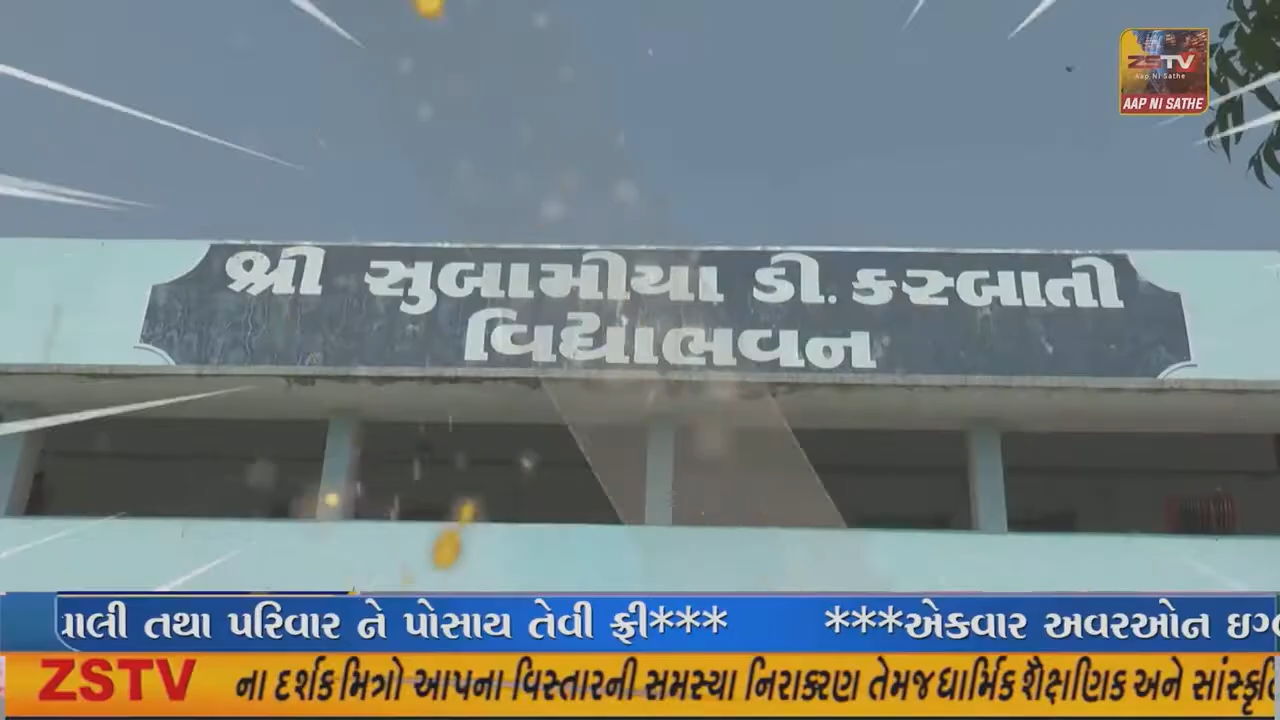 ZSTV
Aap Ni Sathe
AAP NI SATHE
શ્રી સુબામીયા ડી. કરબાતી
વિદ્યાભવન
તથા પરિવાર ને પોસાય તેવી ફ્રી*** ***એકવાર અવરઓન
ZSTV ના દર્શક મિત્રો આપના વિસ્તારની સમસ્યા નિરાકરણ તેમજ ધાર્મિક શૈક્ષણિક અને